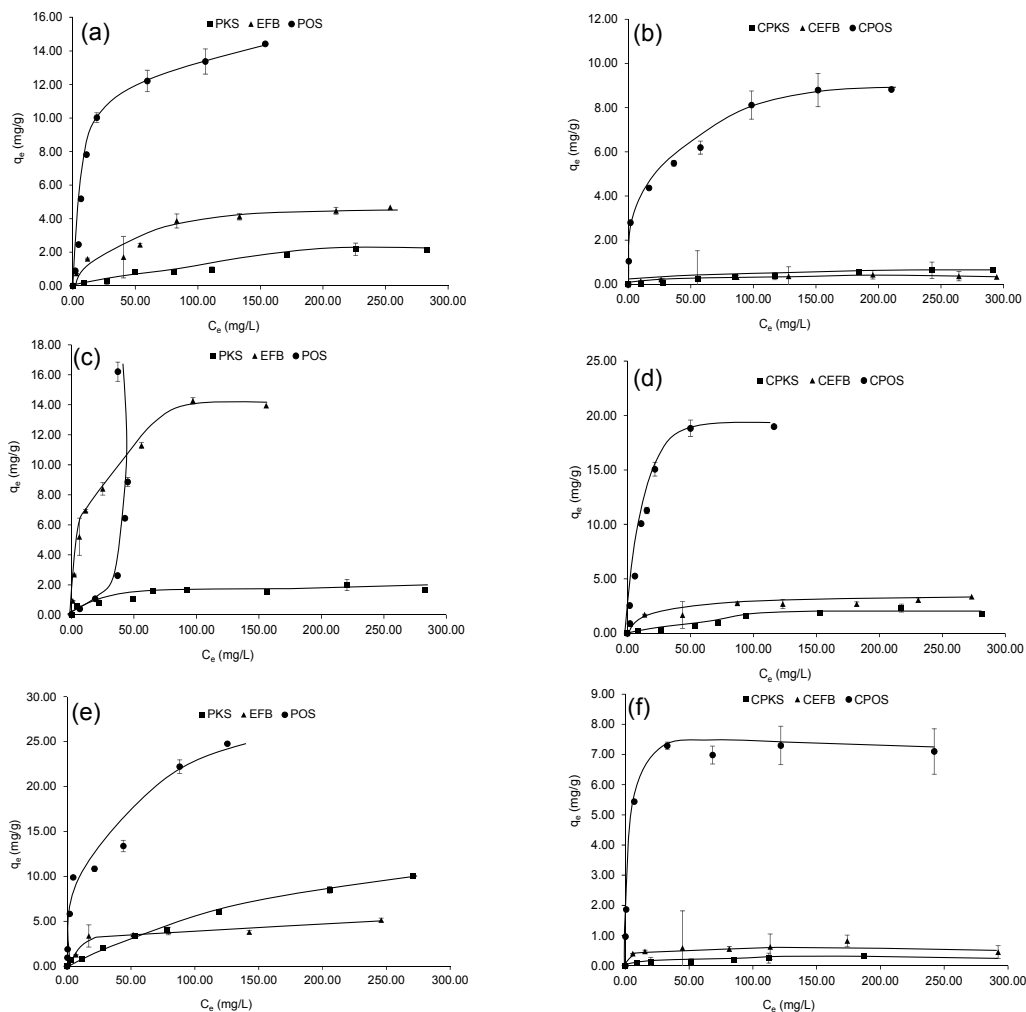 (a)
PKS EFB POS
16.00
14.00
12.00
10.00
8.00
6.00
4.00
2.00
0.00
qe (mg/g)
0.00 50.00 100.00 150.00 200.00 250.00 300.00
Ce (mg/L)
(b)
CPKS CEFB CPOS
12.00
10.00
8.00
6.00
4.00
2.00
0.00
qe (mg/g)
0.00 50.00 100.00 150.00 200.00 250.00 300.00
Ce (mg/L)
(c)
PKS EFB POS
18.00
16.00
14.00
12.00
10.00
8.00
6.00
4.00
2.00
0.00
qe (mg/g)
0.00 50.00 100.00 150.00 200.00 250.00 300.00
Ce (mg/L)
(d)
CPKS CEFB CPOS
25.00
20.00
15.00
10.00
5.00
0.00
qe (mg/g)
0.00 50.00 100.00 150.00 200.00 250.00 300.00
Ce (mg/L)
(e)
PKS EFB POS
30.00
25.00
20.00
15.00
10.00
5.00
0.00
qe (mg/g)
0.00 50.00 100.00 150.00 200.00 250.00 300.00
Ce (mg/L)
(f)
CPKS CEFB CPOS
9.00
8.00
7.00
6.00
5.00
4.00
3.00
2.00
1.00
0.00
qe (mg/g)
0.00 50.00 100.00 150.00 200.00 250.00 300.00
Ce (mg/L)